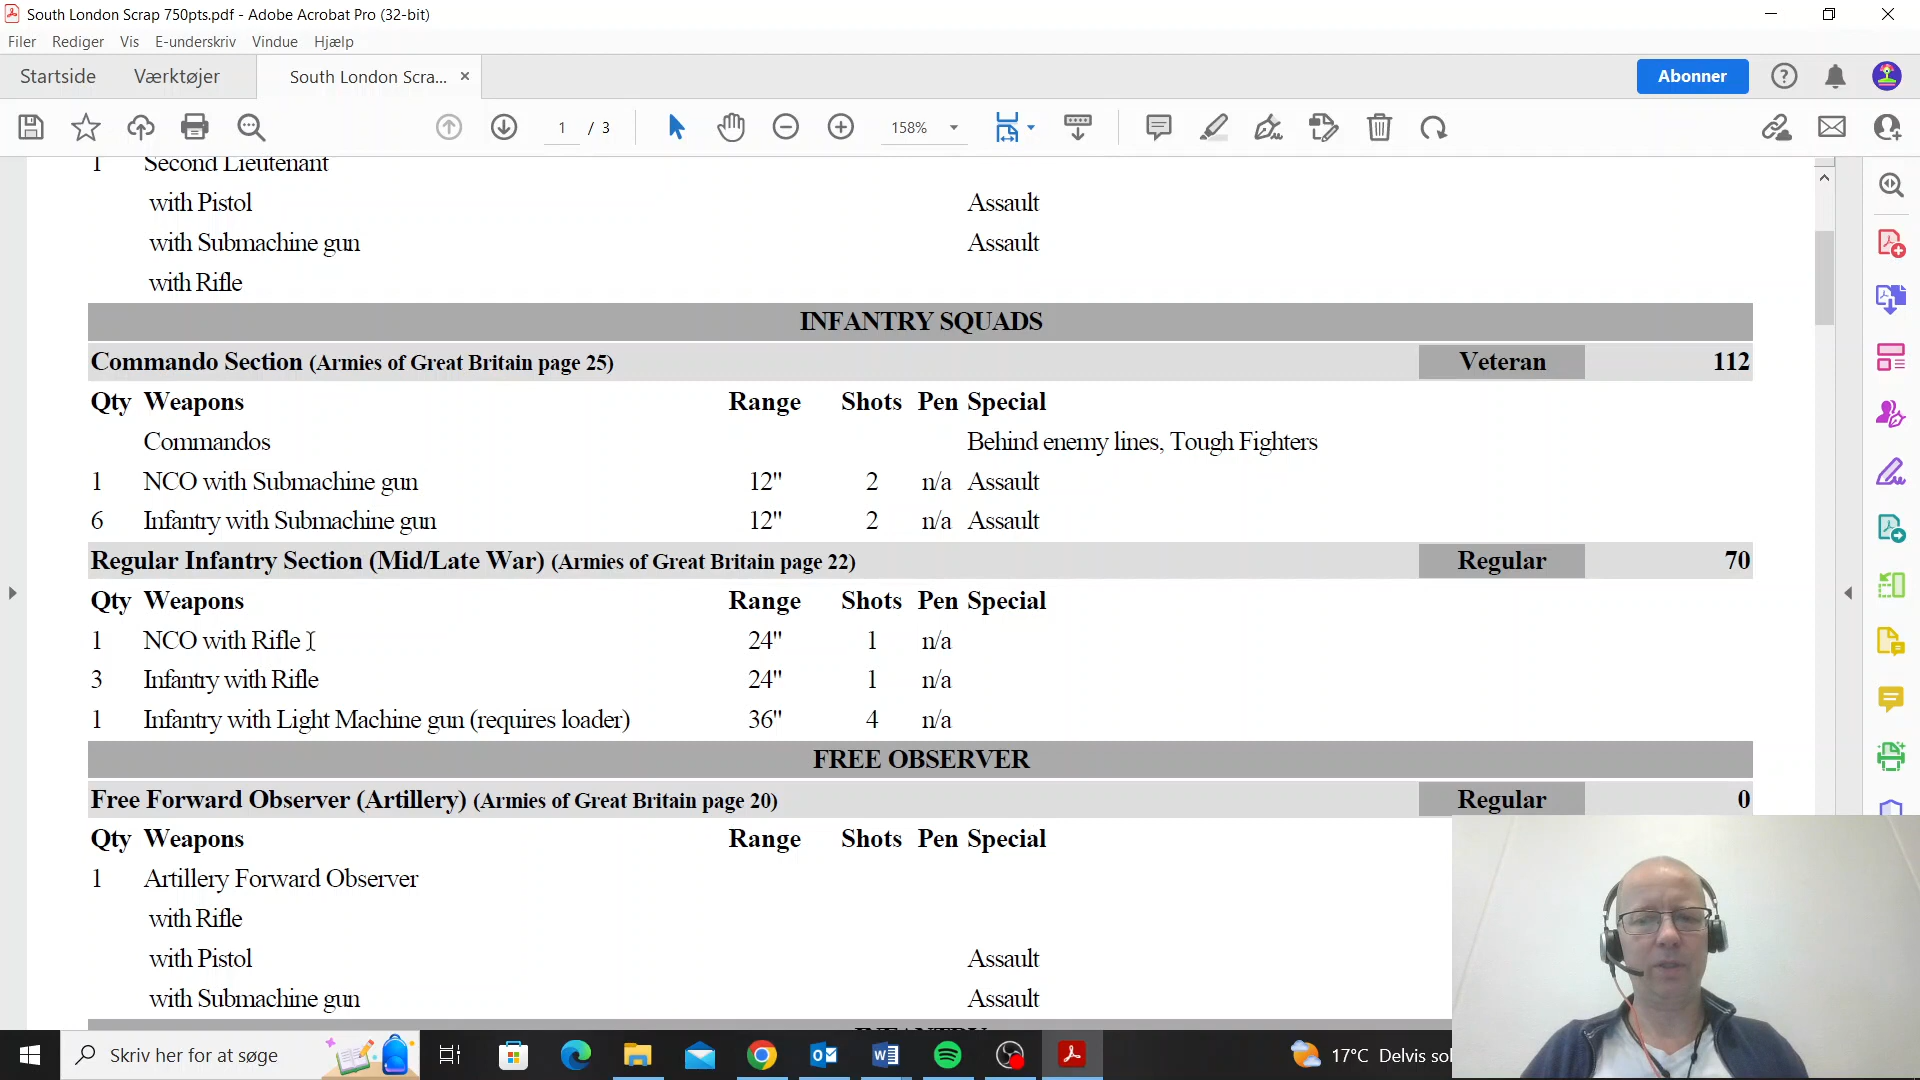 South London Scrap 750pts.pdf - Adobe Acrobat Pro (32-bit)
Filer Rediger Vis E-underskriv Vindue Hjælp
Startside Værktøjer South London Scra... × Abonner
1 / 3 158%
1 Second Lieutenant
with Pistol Assault
with Submachine gun Assault
with Rifle
INFANTRY SQUADS
Commando Section (Armies of Great Britain page 25) Veteran 112
Qty Weapons Range Shots Pen Special
Commandos Behind enemy lines, Tough Fighters
1 NCO with Submachine gun 12" 2 n/a Assault
6 Infantry with Submachine gun 12" 2 n/a Assault
Regular Infantry Section (Mid/Late War) (Armies of Great Britain page 22) Regular 70
Qty Weapons Range Shots Pen Special
1 NCO with Rifle 24" 1 n/a
3 Infantry with Rifle 24" 1 n/a
1 Infantry with Light Machine gun (requires loader) 36" 4 n/a
FREE OBSERVER
Free Forward Observer (Artillery) (Armies of Great Britain page 20) Regular 0
Qty Weapons Range Shots Pen Special
1 Artillery Forward Observer
with Rifle
with Pistol Assault
with Submachine gun Assault
Skriv her for at søge 17°C Delvis sol